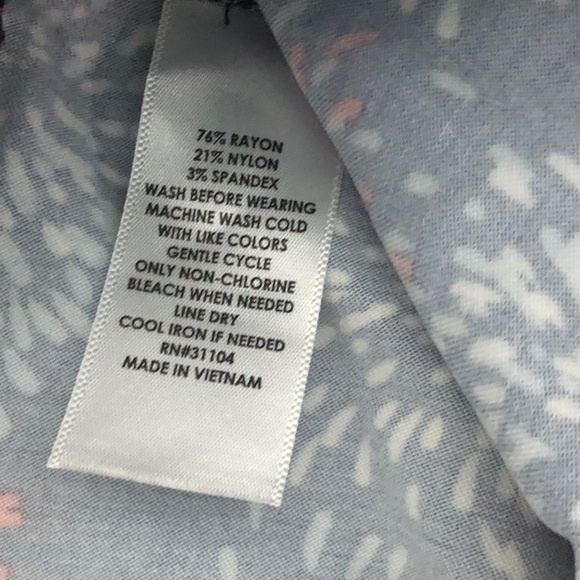 76% RAYON
21% NYLON
3% SPANDEX
WASH BEFORE WEARING
MACHINE WASH COLD
WITH LIKE COLORS
GENTLE CYCLE
ONLY NON-CHLORINE
BLEACH WHEN NEEDED
LINE DRY
COOL IRON IF NEEDED
RN#31104
MADE IN VIETNAM